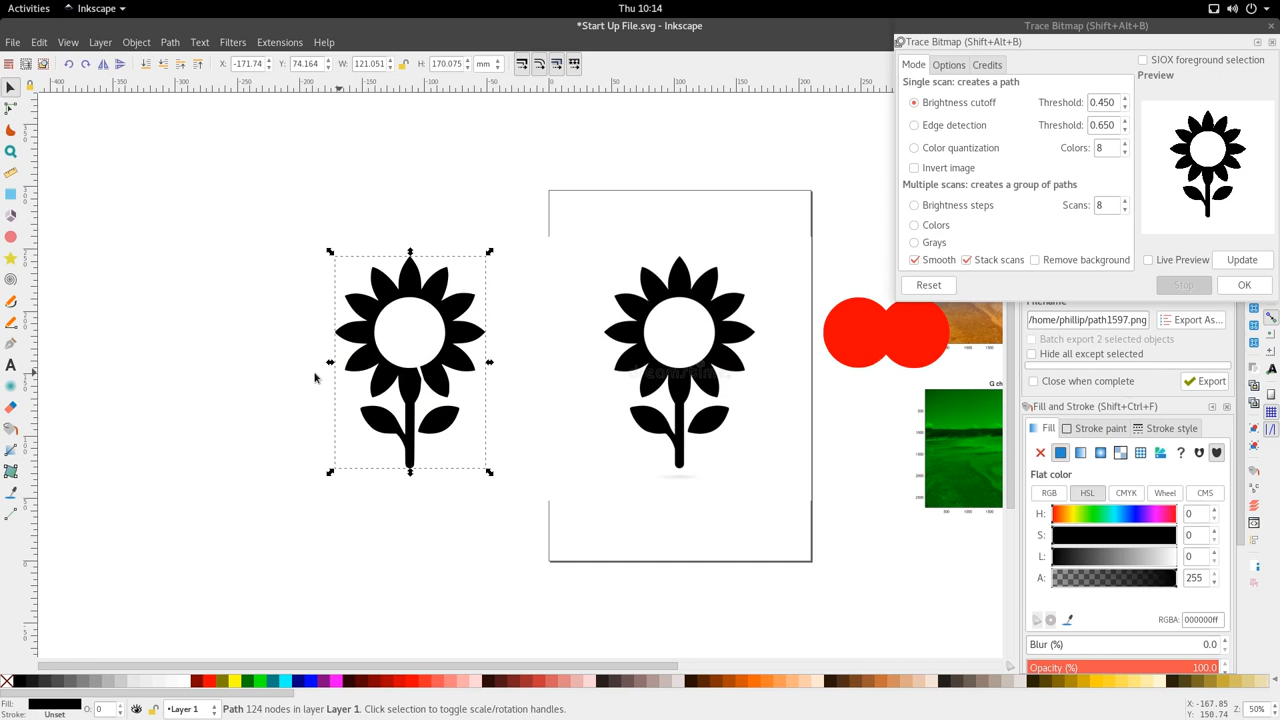 Activities
Inkscape
Thu 10:14
*Start Up File.svg - Inkscape
Trace Bitmap (Shift+Alt+B)
File Edit View Layer Object Path Text Filters Extensions Help
Trace Bitmap (Shift+Alt+B)
X: -171.74 Y: 74.164 W: 121.051 H: 170.075 mm
Mode Options Credits
SIOX foreground selection
Preview
Single scan: creates a path
Brightness cutoff Threshold: 0.450
Edge detection Threshold: 0.650
Color quantization Colors: 8
Invert image
Multiple scans: creates a group of paths
Brightness steps Scans: 8
Colors
Grays
Smooth Stack scans Remove background
Live Preview Update
Reset Stop OK
Filename
/home/phillip/path1597.png Export As...
Batch export 2 selected objects
Hide all except selected
Close when complete Export
Fill and Stroke (Shift+Ctrl+F)
Fill Stroke paint Stroke style
Flat color
RGB HSL CMYK Wheel CMS
H: 0
S: 0
L: 0
A: 255
RGBA: 000000ff
Blur (%) 0.0
Opacity (%) 100.0
G ch
Fill:
Stroke: Unset
O: 0
Layer 1
Path 124 nodes in layer Layer 1. Click selection to toggle scale/rotation handles.
X: -167.85
Y: 150.74
Z: 50%